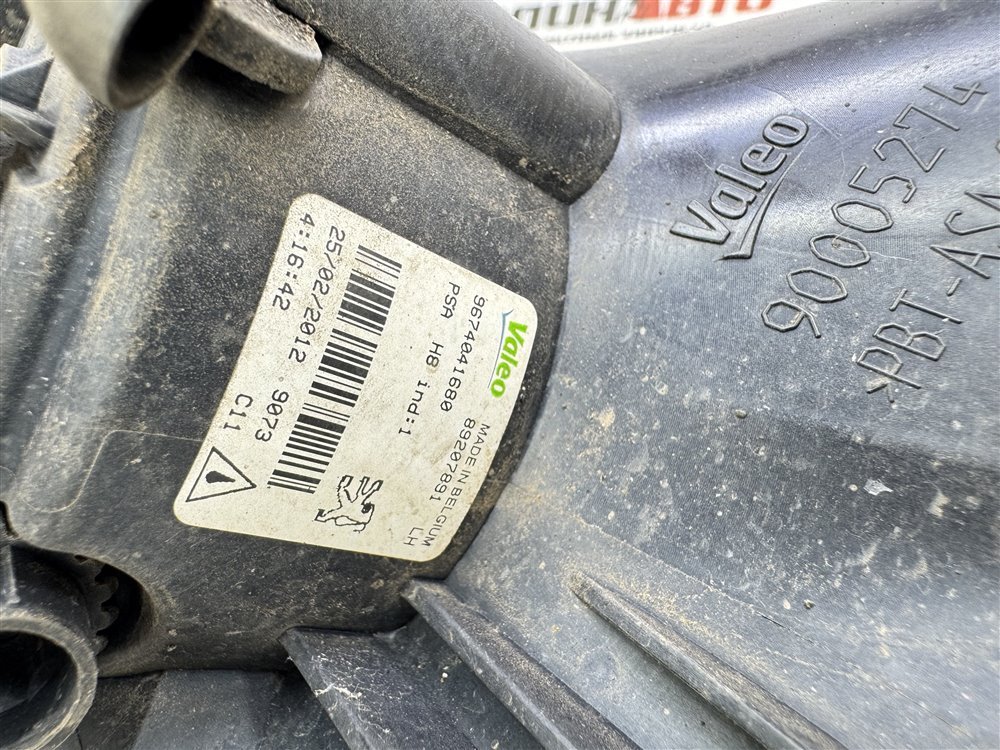 Valeo MADE IN BELGIUM
9674041680 89207891 LH
PSA H8 ind:1
25/02/2012 9073
4:16:42 C11
Valeo
90005274
>PBT-ASA